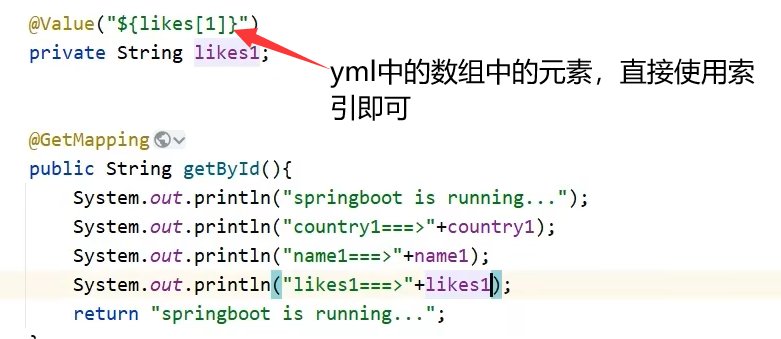 @Value("${likes[1]}")
private String likes1;
yml中的数组中的元素，直接使用索
引即可
@GetMapping
public String getById(){
System.out.println("springboot is running...");
System.out.println("country1===>"+country1);
System.out.println("name1===>"+name1);
System.out.println("likes1===>"+likes1);
return "springboot is running...";
}